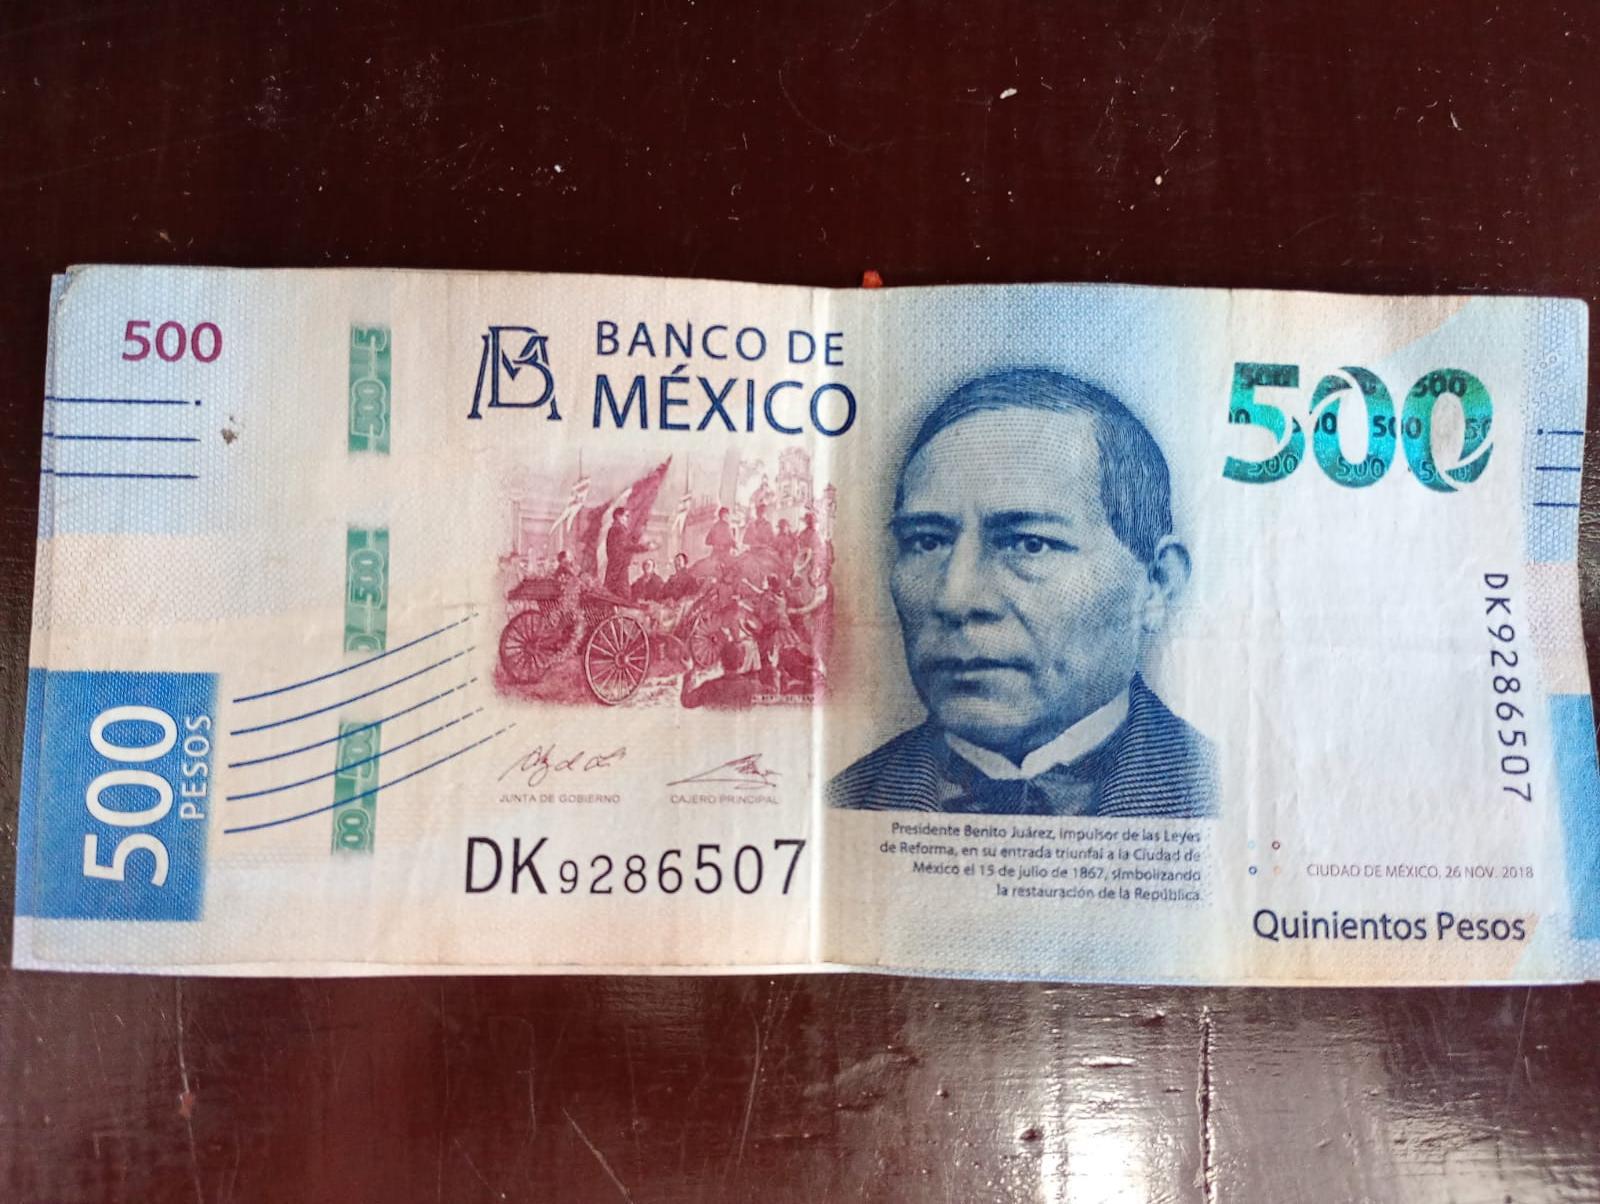 500
BANCO DE
MÉXICO
500
500
PESOS
JUNTA DE GOBIERNO
CAJERO PRINCIPAL
DK9286507
DK9286507
Presidente Benito Juárez, impulsor de las Leyes
de Reforma, en su entrada triunfal a la Ciudad de
México el 15 de julio de 1867, simbolizando
la restauración de la República.
CIUDAD DE MÉXICO, 26 NOV. 2018
Quinientos Pesos